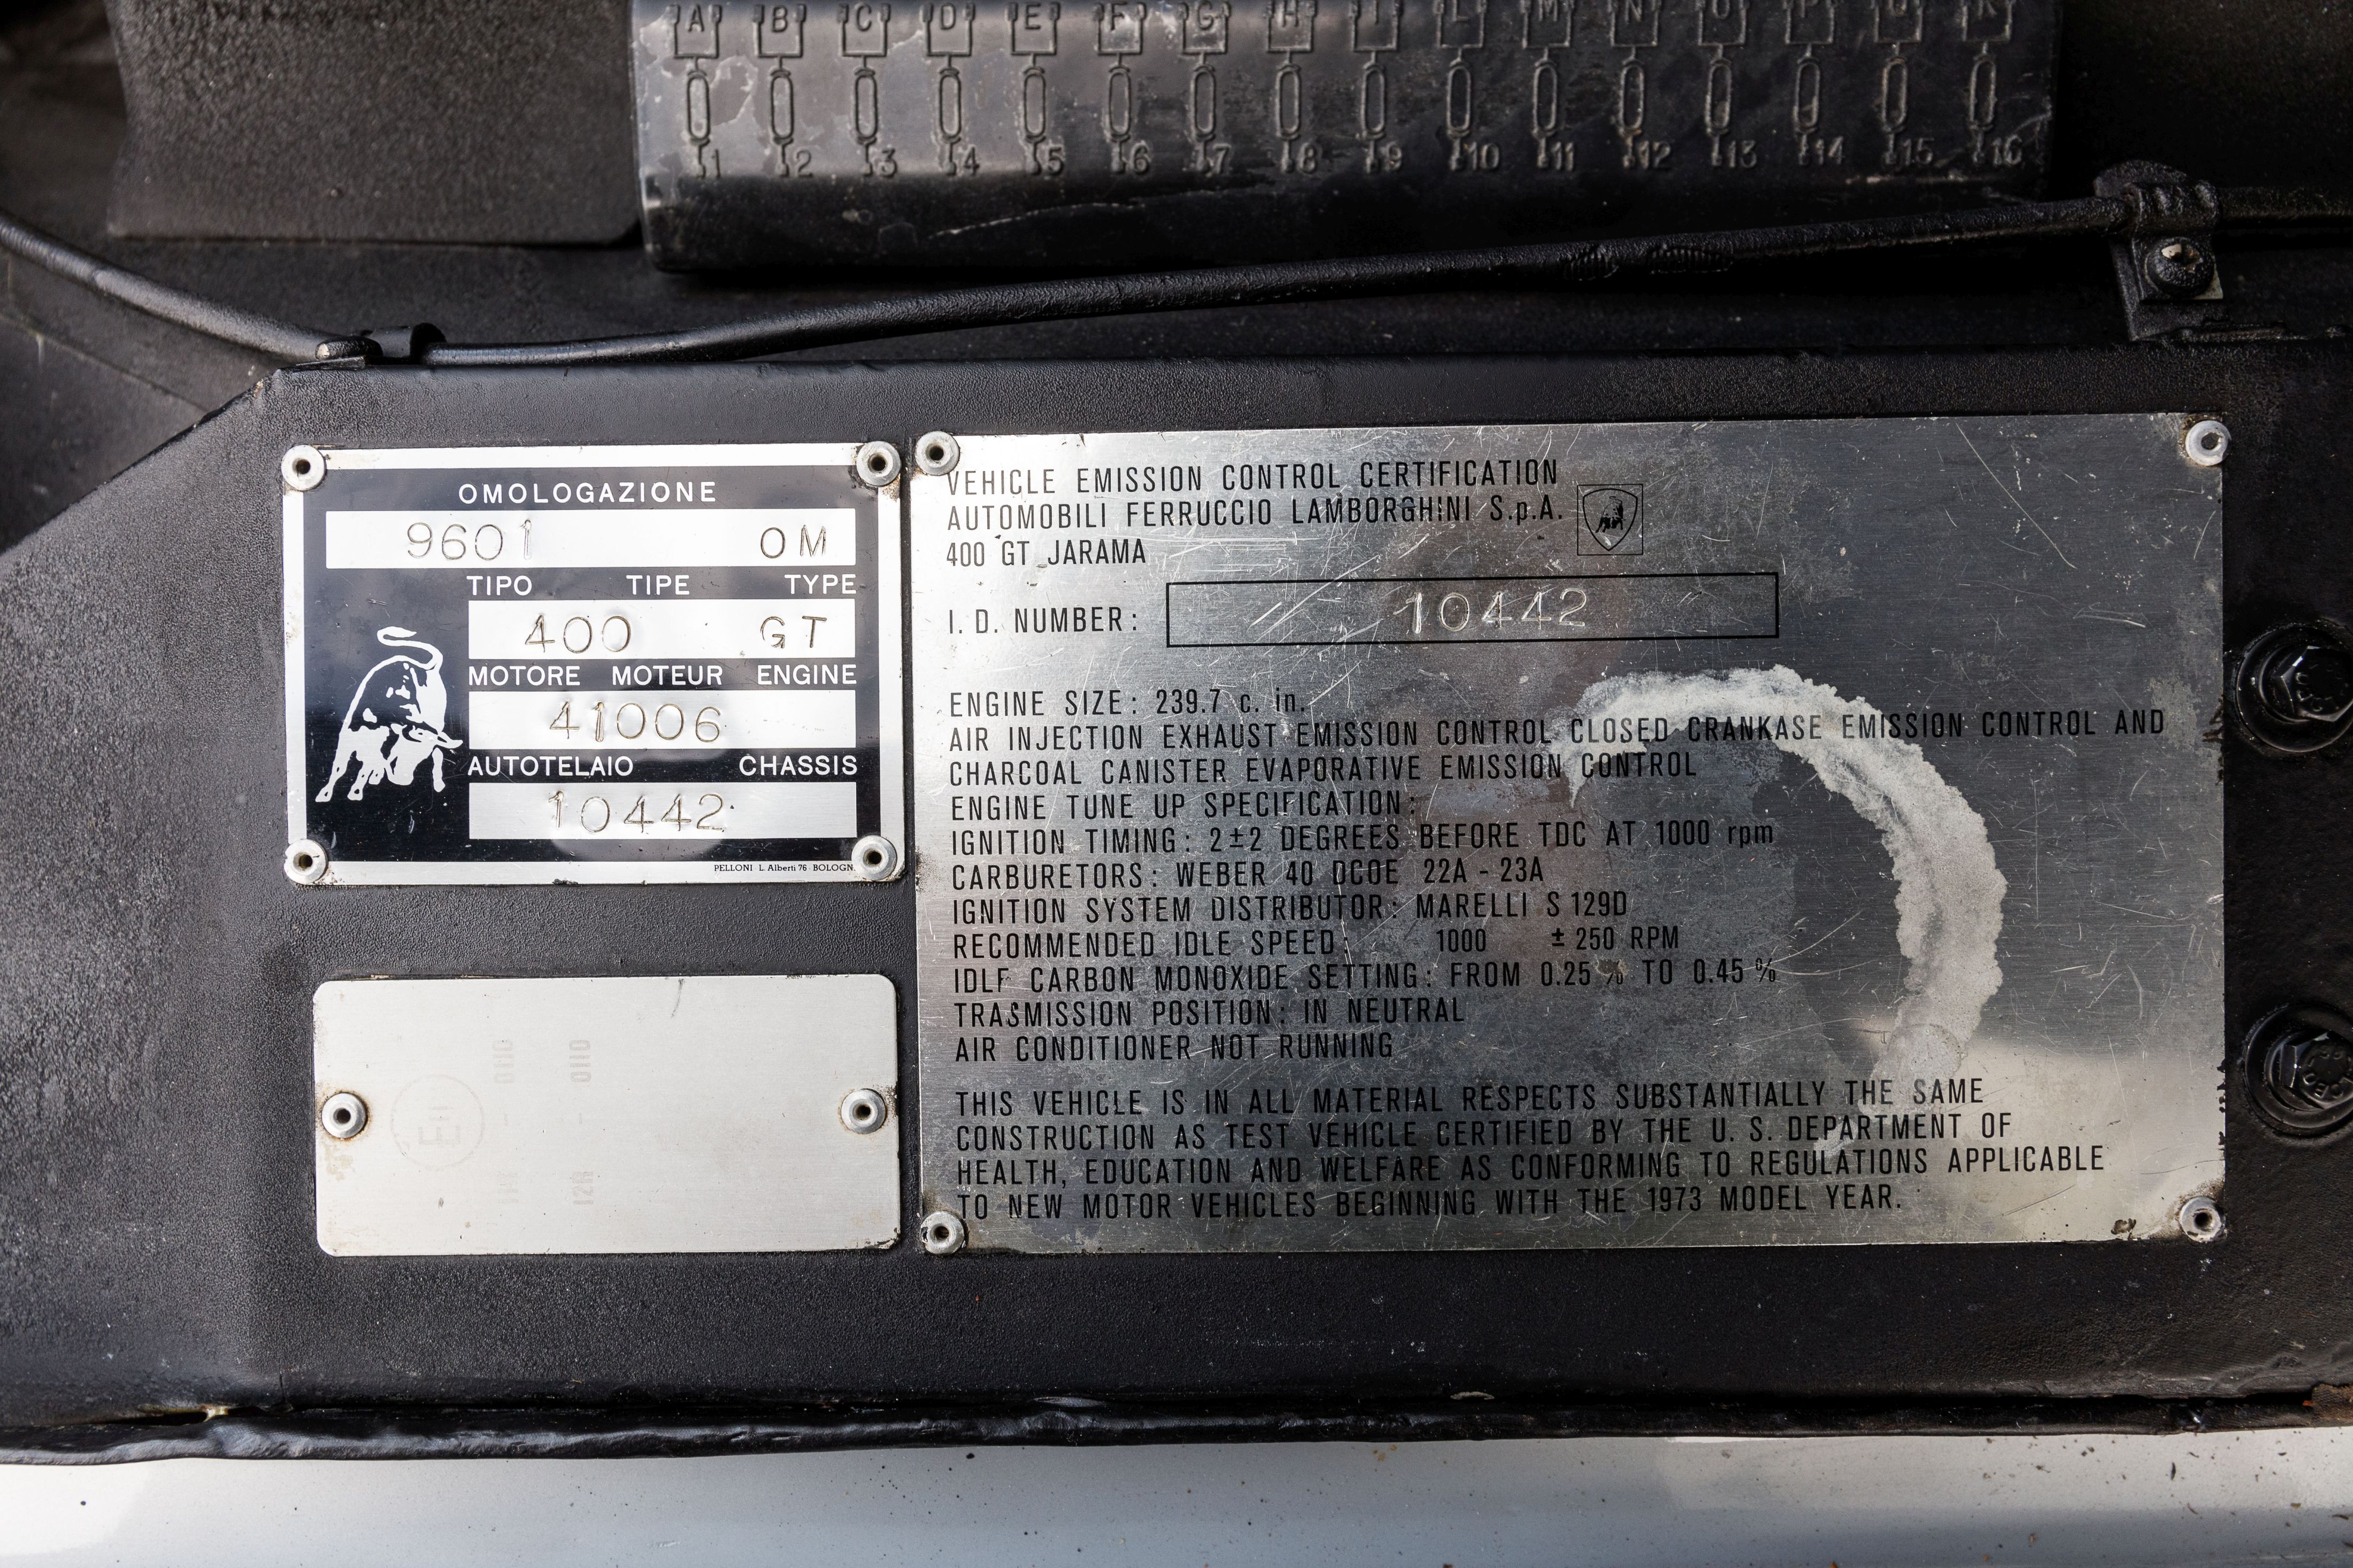 A B C D E F G H I L M N O P Q R
1 2 3 4 5 6 7 8 9 10 11 12 13 14 15 16
OMOLOGAZIONE
9601 OM
TIPO TIPE TYPE
400 GT
MOTORE MOTEUR ENGINE
41006
AUTOTELAIO CHASSIS
10442
PELLONI L. Alberti 76 BOLOGN
VEHICLE EMISSION CONTROL CERTIFICATION
AUTOMOBILI FERRUCCIO LAMBORGHINI S.p.A.
400 GT JARAMA
I. D. NUMBER: 10442
ENGINE SIZE: 239.7 c. in.
AIR INJECTION EXHAUST EMISSION CONTROL CLOSED CRANKASE EMISSION CONTROL AND
CHARCOAL CANISTER EVAPORATIVE EMISSION CONTROL
ENGINE TUNE UP SPECIFICATION:
IGNITION TIMING: 2±2 DEGREES BEFORE TDC AT 1000 rpm
CARBURETORS: WEBER 40 DCOE 22A - 23A
IGNITION SYSTEM DISTRIBUTOR: MARELLI S 129D
RECOMMENDED IDLE SPEED: 1000 ± 250 RPM
IDLE CARBON MONOXIDE SETTING: FROM 0.25 % TO 0.45 %
TRASMISSION POSITION: IN NEUTRAL
AIR CONDITIONER NOT RUNNING
THIS VEHICLE IS IN ALL MATERIAL RESPECTS SUBSTANTIALLY THE SAME
CONSTRUCTION AS TEST VEHICLE CERTIFIED BY THE U. S. DEPARTMENT OF
HEALTH, EDUCATION AND WELFARE AS CONFORMING TO REGULATIONS APPLICABLE
TO NEW MOTOR VEHICLES BEGINNING WITH THE 1973 MODEL YEAR.